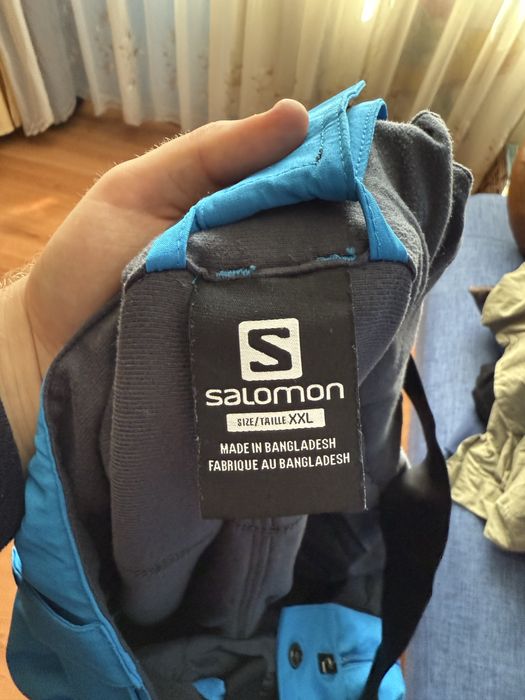 S
salomon
SIZE/TAILLE XXL
MADE IN BANGLADESH
FABRIQUE AU BANGLADESH